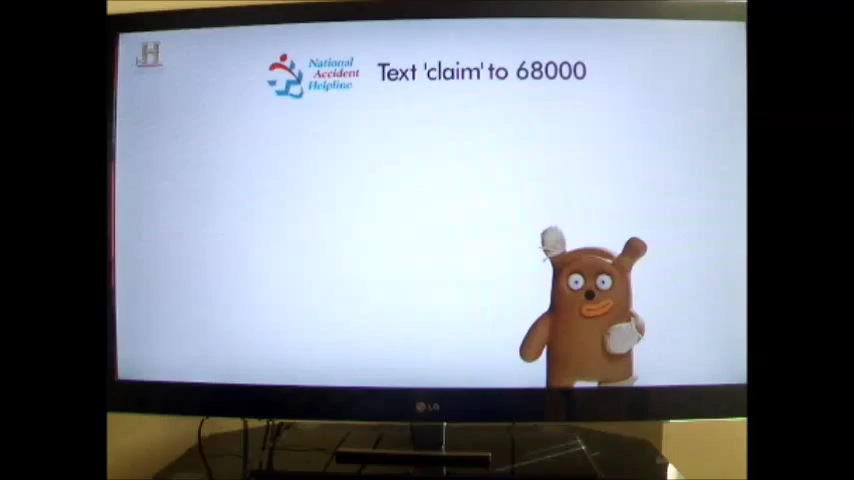 H
National
Accident
Helpline
Text 'claim' to 68000
LG